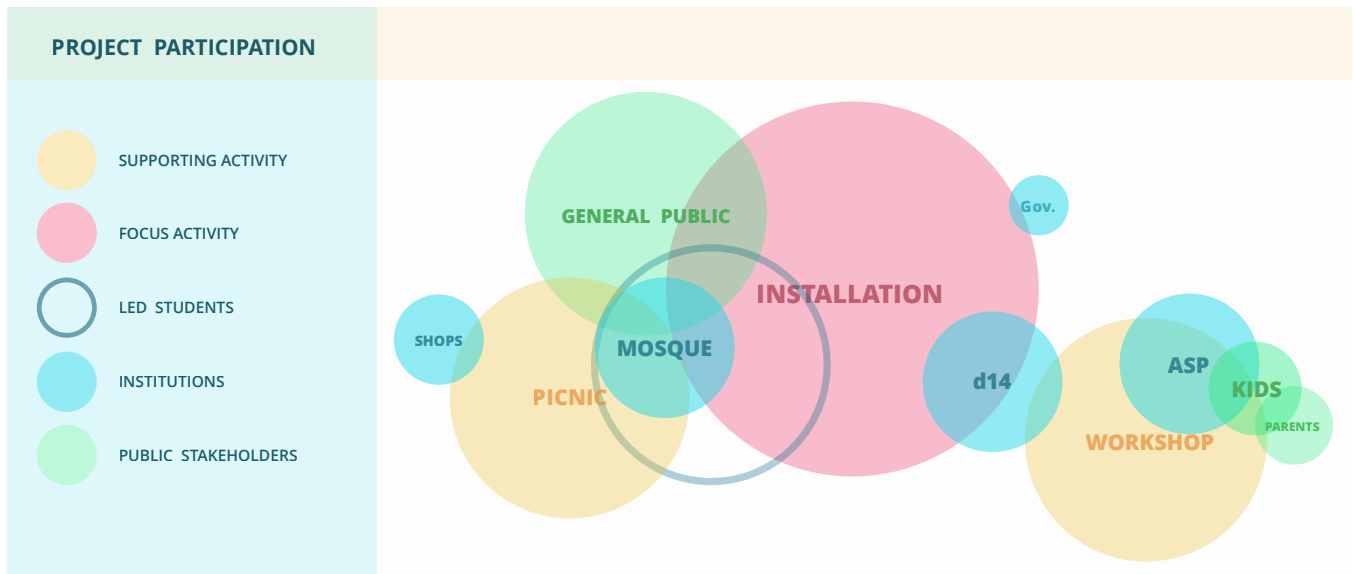 PROJECT PARTICIPATION
SUPPORTING ACTIVITY
FOCUS ACTIVITY
LED STUDENTS
INSTITUTIONS
PUBLIC STAKEHOLDERS
GENERAL PUBLIC
Gov.
INSTALLATION
SHOPS
MOSQUE
PICNIC
d14
ASP
KIDS
PARENTS
WORKSHOP